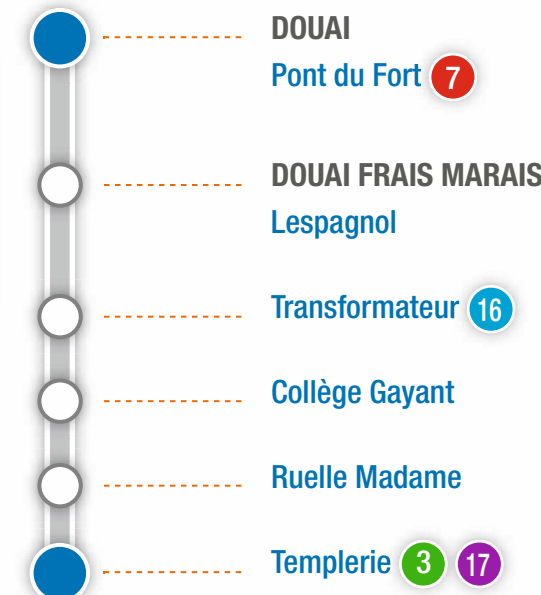 DOUAI
Pont du Fort 7
DOUAI FRAIS MARAIS
Lespagnol
Transformateur 16
Collège Gayant
Ruelle Madame
Templerie 3 17